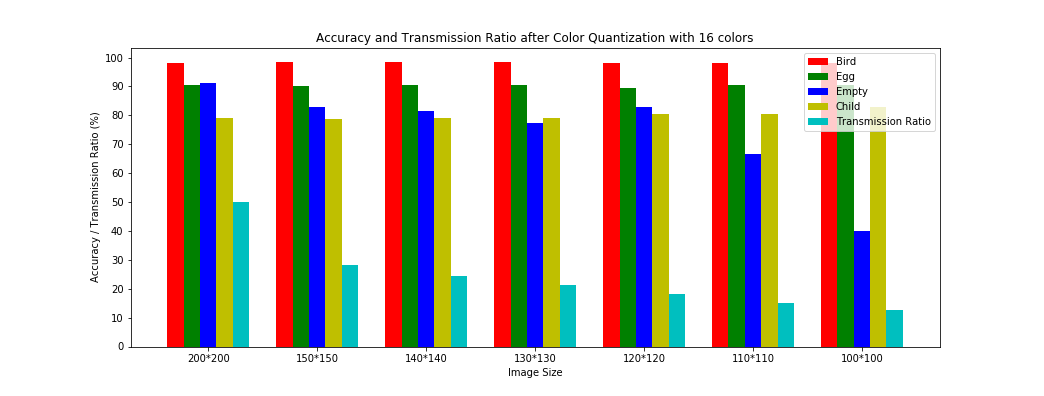 Accuracy and Transmission Ratio after Color Quantization with 16 colors
Accuracy / Transmission Ratio (%)
100
90
80
70
60
50
40
30
20
10
0
Bird
Egg
Empty
Child
Transmission Ratio
200*200 150*150 140*140 130*130 120*120 110*110 100*100
Image Size